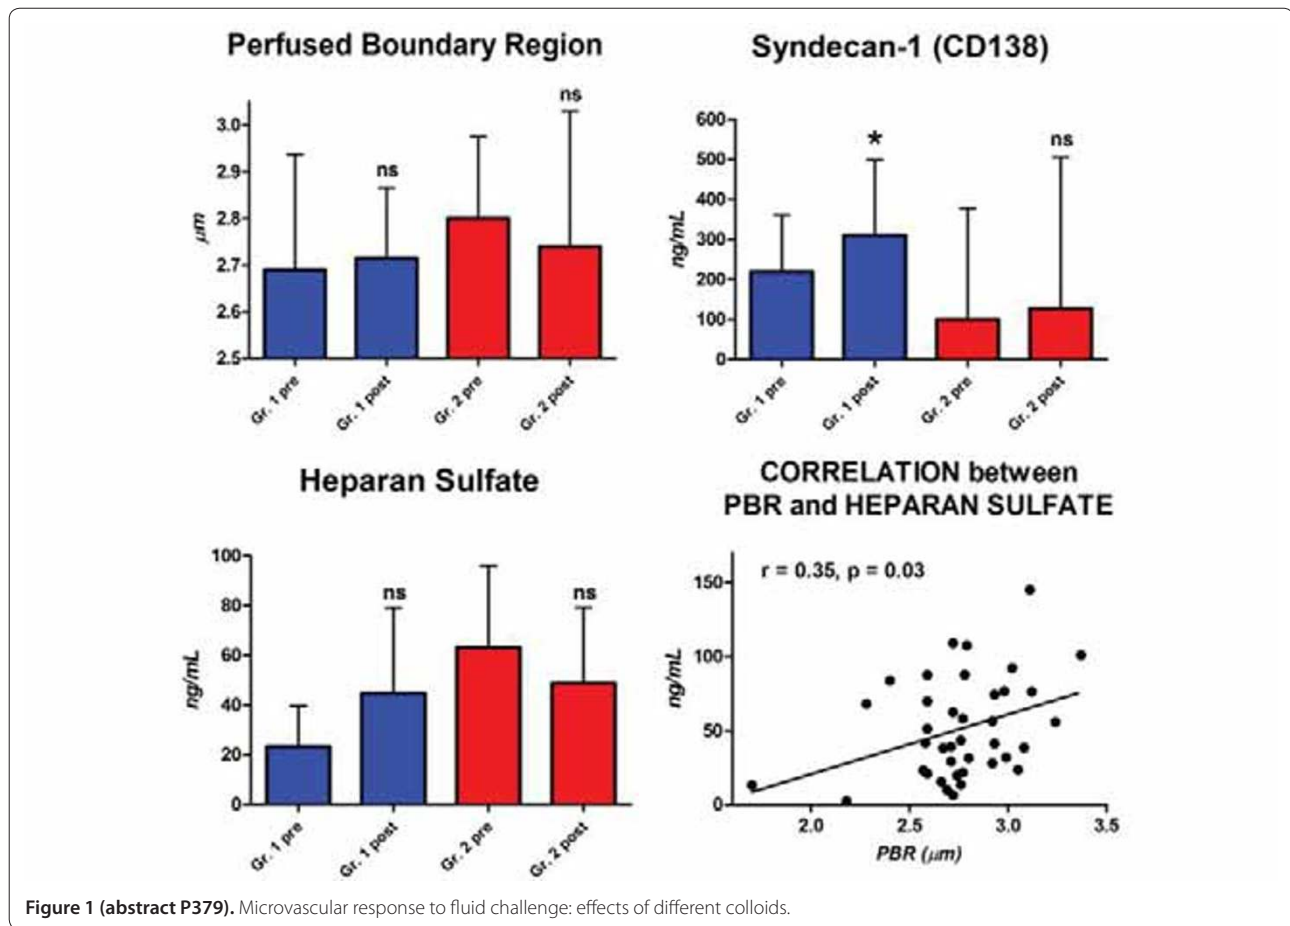 Perfused Boundary Region
ns
ns
3.0
2.9
2.8
2.7
2.6
2.5
μm
Gr. 1 pre
Gr. 1 post
Gr. 2 pre
Gr. 2 post
Syndecan-1 (CD138)
*
ns
600
500
400
300
200
100
0
ng/mL
Gr. 1 pre
Gr. 1 post
Gr. 2 pre
Gr. 2 post
Heparan Sulfate
ns
ns
100
80
60
40
20
0
ng/mL
Gr. 1 pre
Gr. 1 post
Gr. 2 pre
Gr. 2 post
CORRELATION between
PBR and HEPARAN SULFATE
r = 0.35, p = 0.03
150
100
50
0
ng/mL
2.0
2.5
3.0
3.5
PBR (μm)
Figure 1 (abstract P379). Microvascular response to fluid challenge: effects of different colloids.